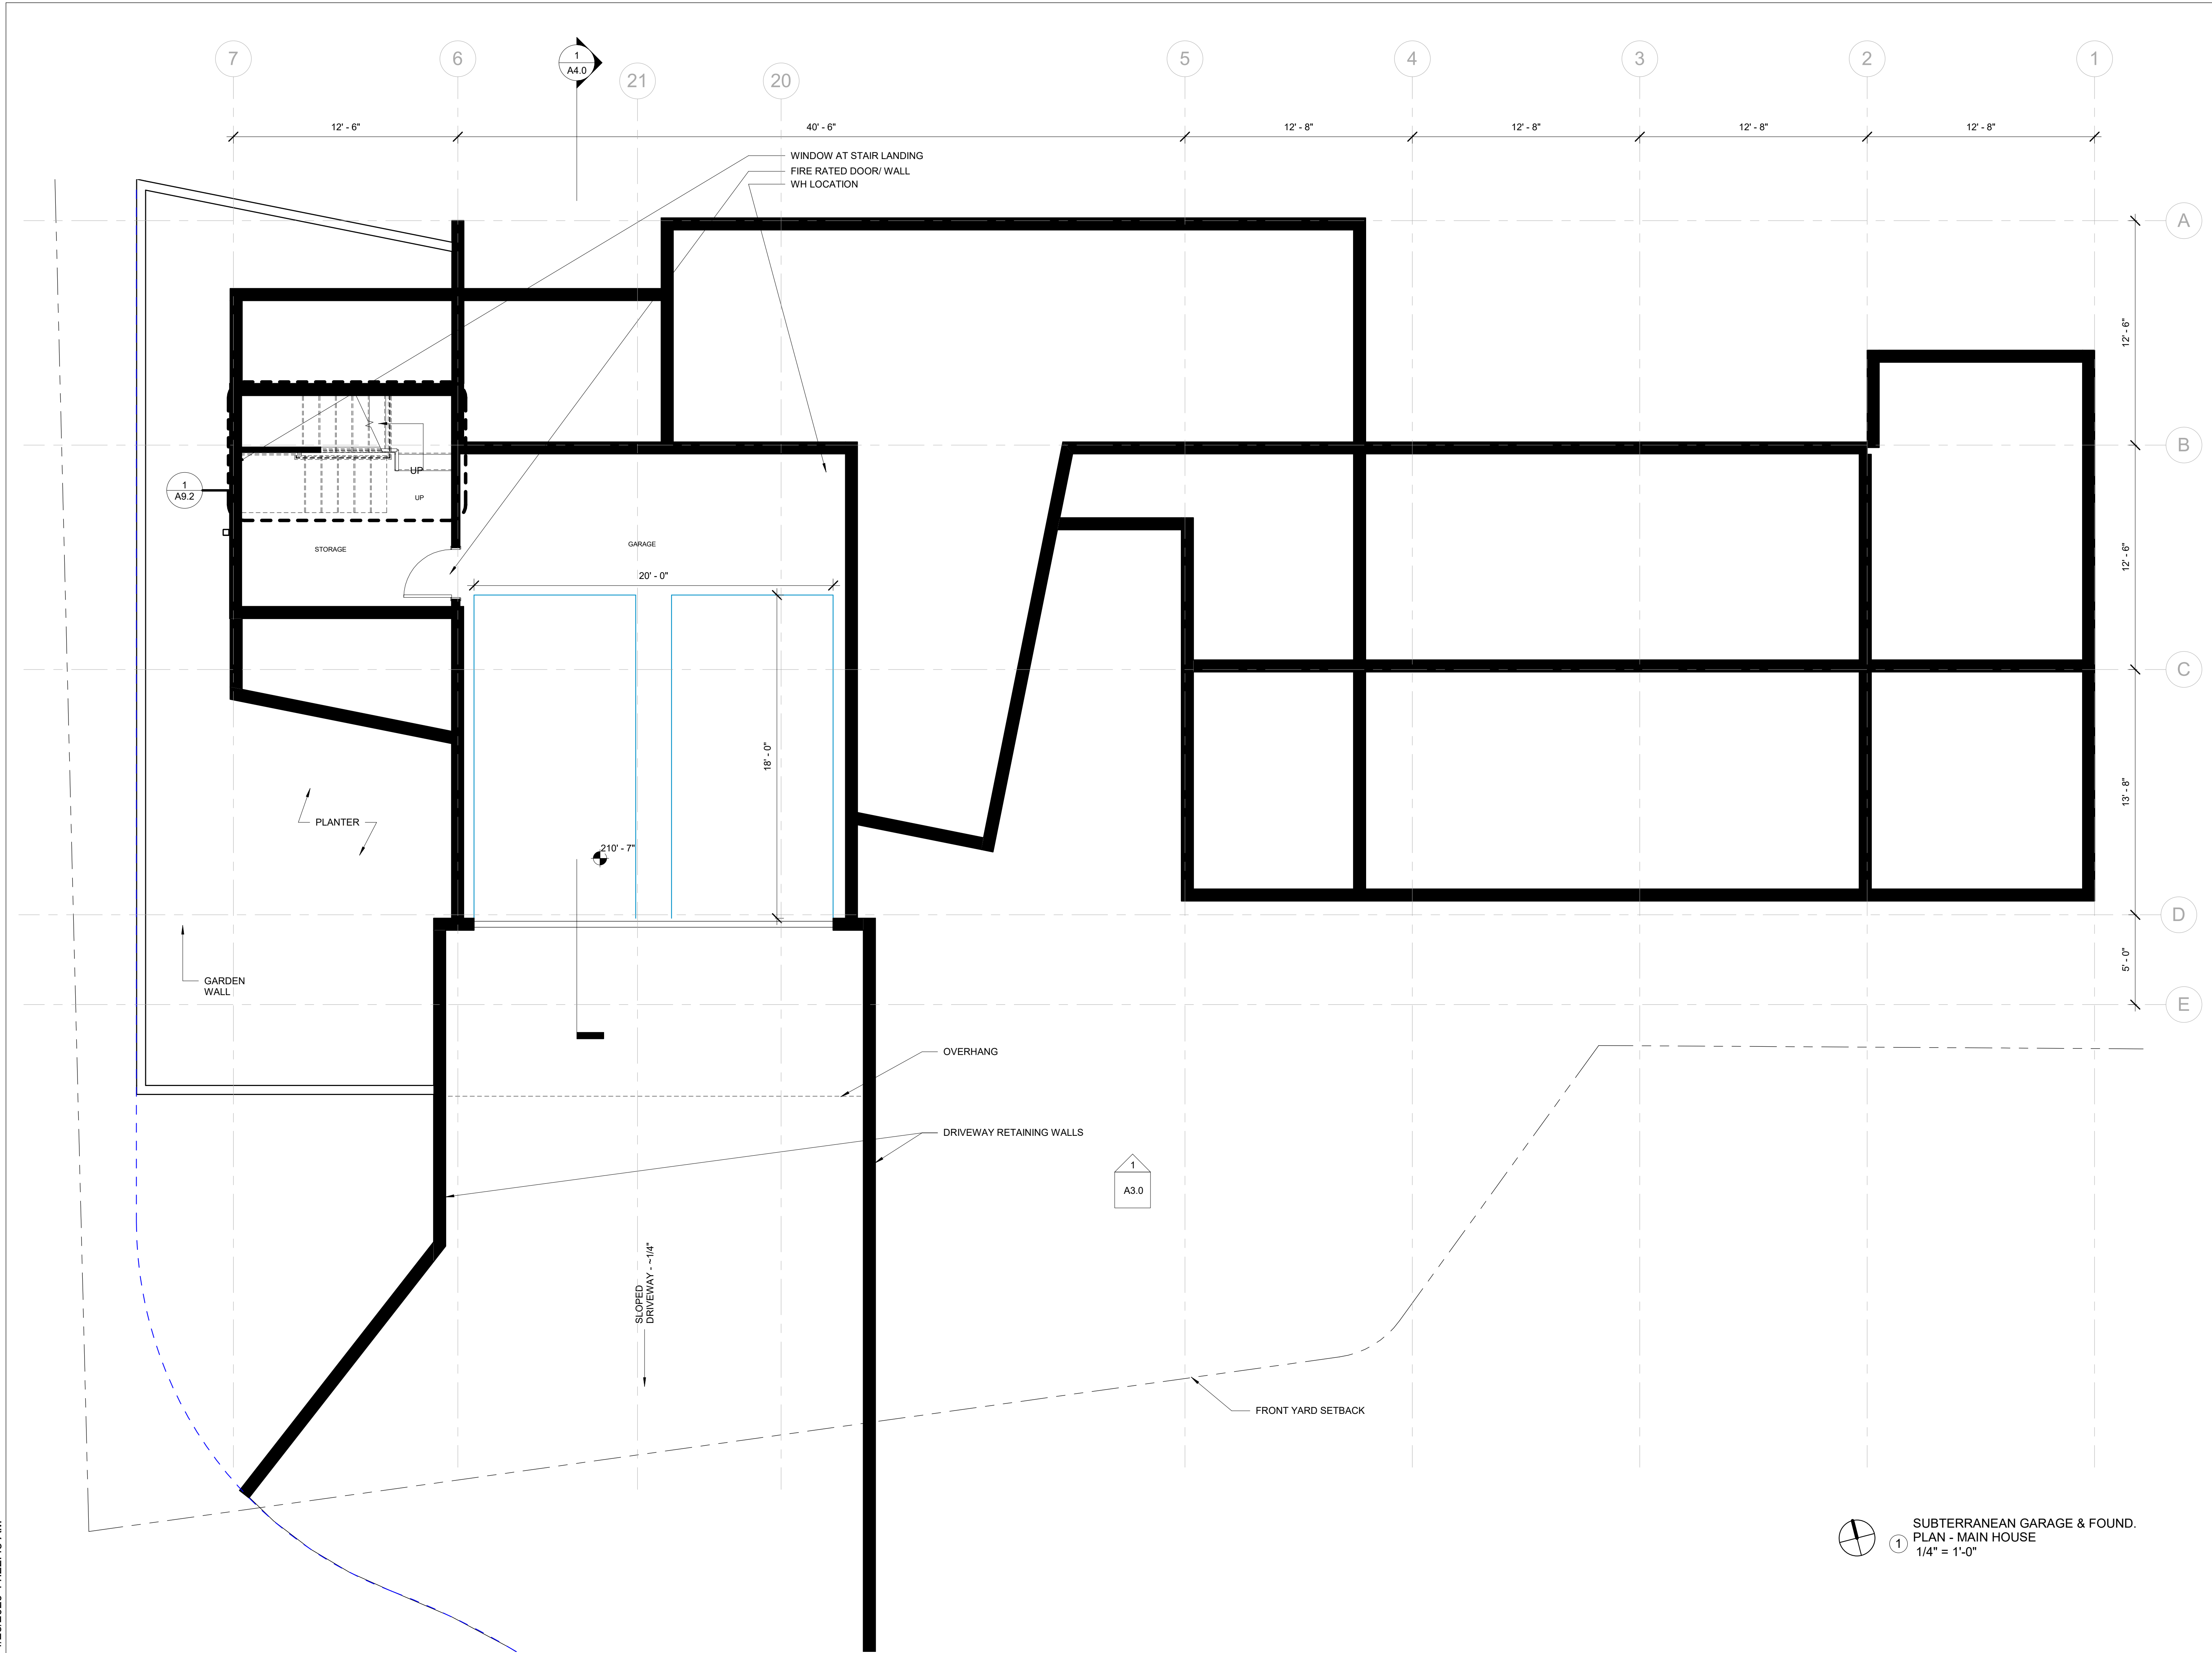 7
6
1
A4.0
21
20
5
4
3
2
1
12' - 6"
40' - 6"
12' - 8"
12' - 8"
12' - 8"
12' - 8"
WINDOW AT STAIR LANDING
FIRE RATED DOOR/ WALL
WH LOCATION
A
12' - 6"
B
UP
UP
1
A9.2
STORAGE
GARAGE
12' - 6"
20' - 0"
C
18' - 0"
13' - 8"
PLANTER
210' - 7"
D
GARDEN
WALL
5' - 0"
E
OVERHANG
DRIVEWAY RETAINING WALLS
1
A3.0
SLOPED
DRIVEWAY - ~1/4"
FRONT YARD SETBACK
1
SUBTERRANEAN GARAGE & FOUND.
PLAN - MAIN HOUSE
1/4" = 1'-0"